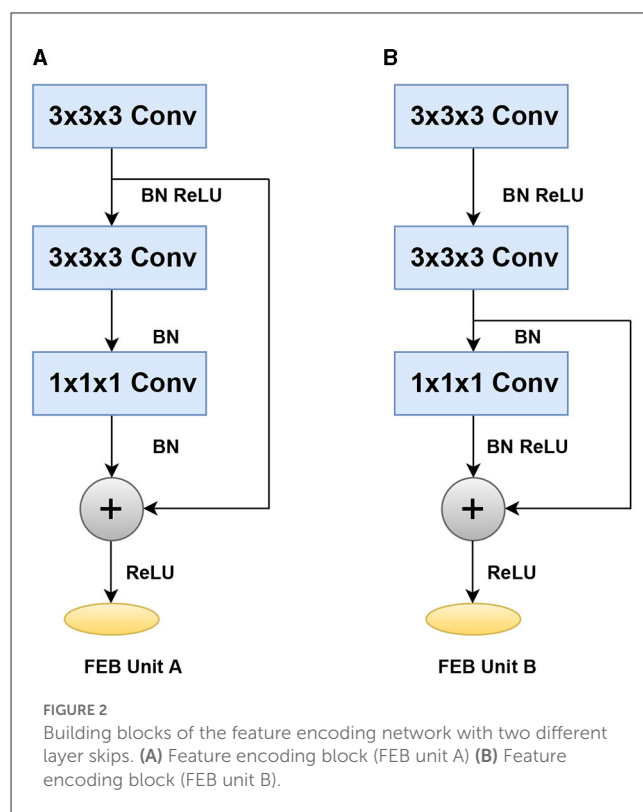 A
3x3x3 Conv
BN ReLU
3x3x3 Conv
BN
1x1x1 Conv
BN
+
ReLU
FEB Unit A
B
3x3x3 Conv
BN ReLU
3x3x3 Conv
BN
1x1x1 Conv
BN ReLU
+
ReLU
FEB Unit B
FIGURE 2
Building blocks of the feature encoding network with two different
layer skips. (A) Feature encoding block (FEB unit A) (B) Feature
encoding block (FEB unit B).